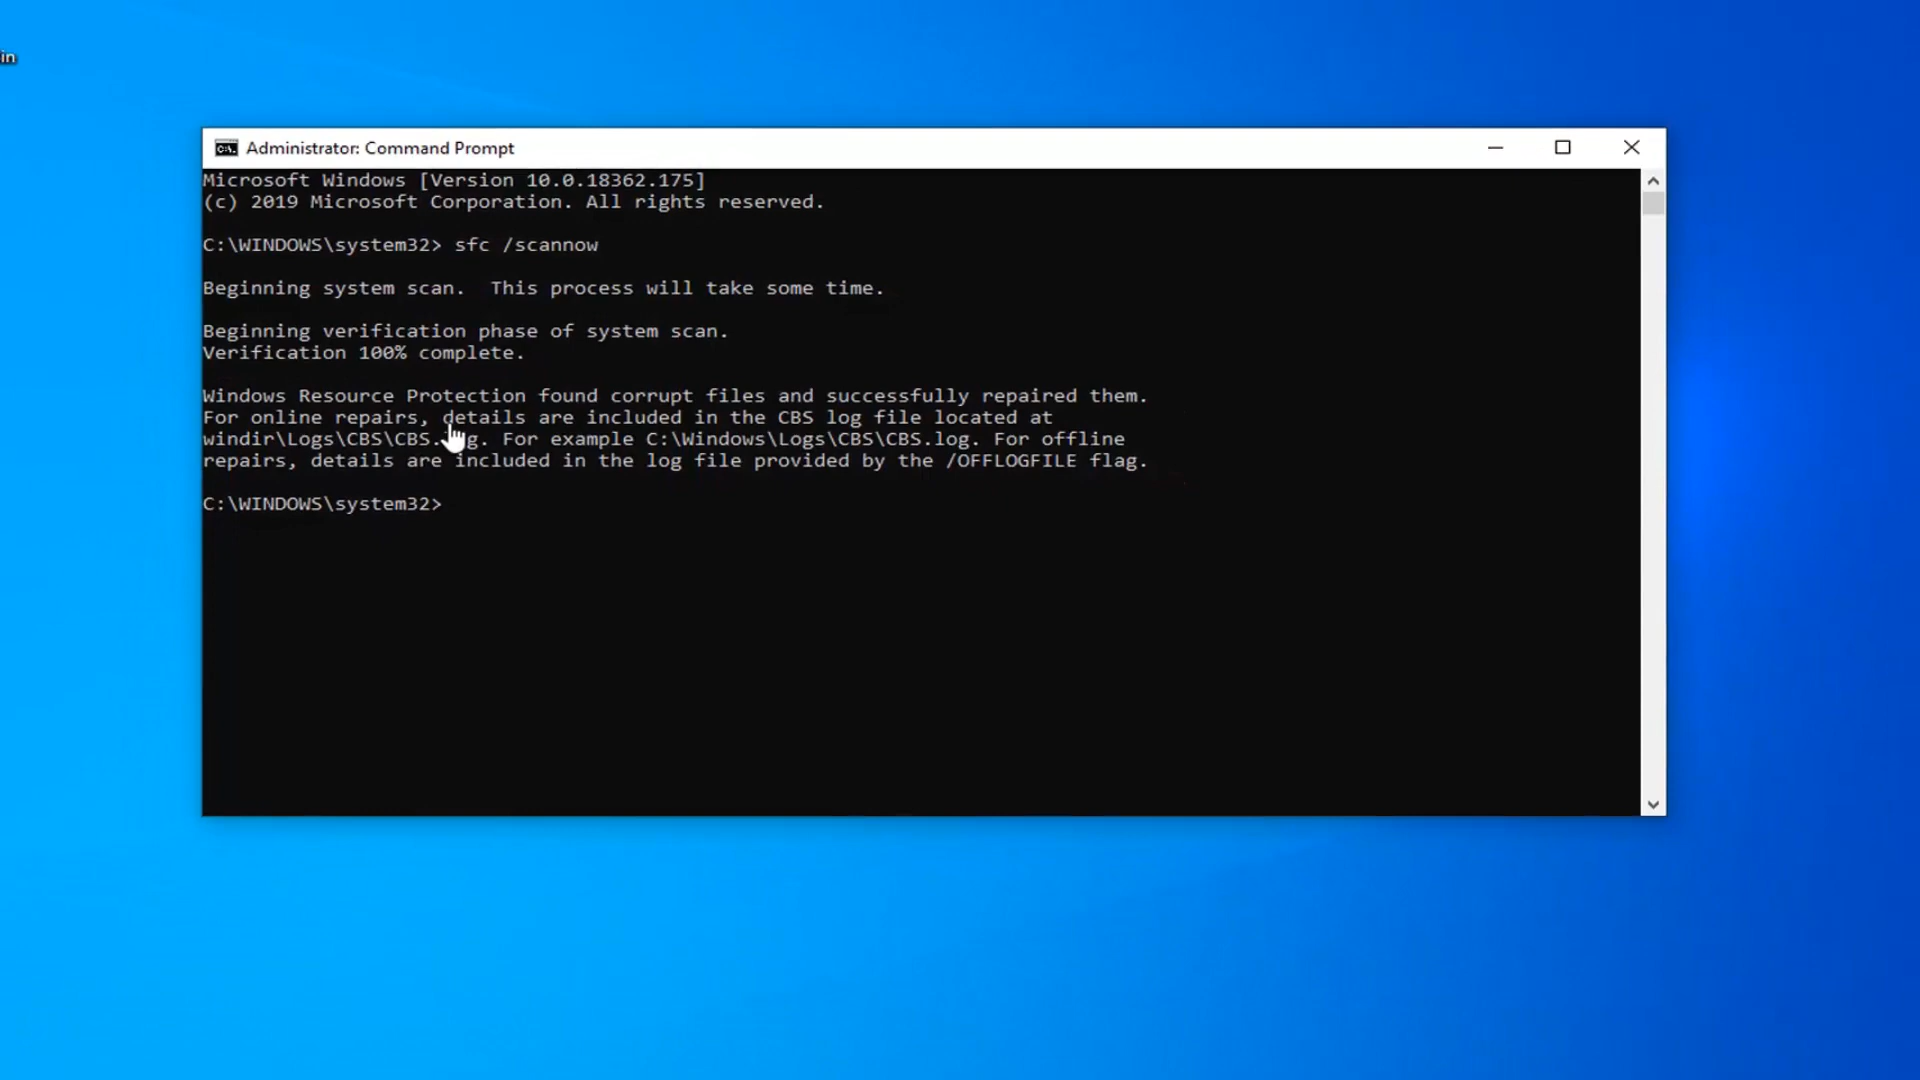 in
Administrator: Command Prompt
Microsoft Windows [Version 10.0.18362.175]
(c) 2019 Microsoft Corporation. All rights reserved.
C:\WINDOWS\system32> sfc /scannow
Beginning system scan.  This process will take some time.
Beginning verification phase of system scan.
Verification 100% complete.
Windows Resource Protection found corrupt files and successfully repaired them.
For online repairs, details are included in the CBS log file located at
windir\Logs\CBS\CBS.log. For example C:\Windows\Logs\CBS\CBS.log. For offline
repairs, details are included in the log file provided by the /OFFLOGFILE flag.
C:\WINDOWS\system32>